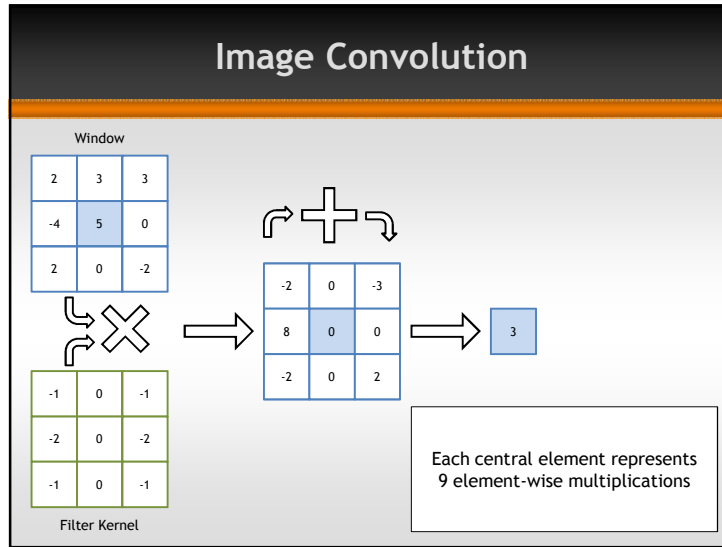 Image Convolution
Window
2 3 3
-4 5 0
2 0 -2
-1 0 -1
-2 0 -2
-1 0 -1
Filter Kernel
-2 0 -3
8 0 0
-2 0 2
3
Each central element represents
9 element-wise multiplications